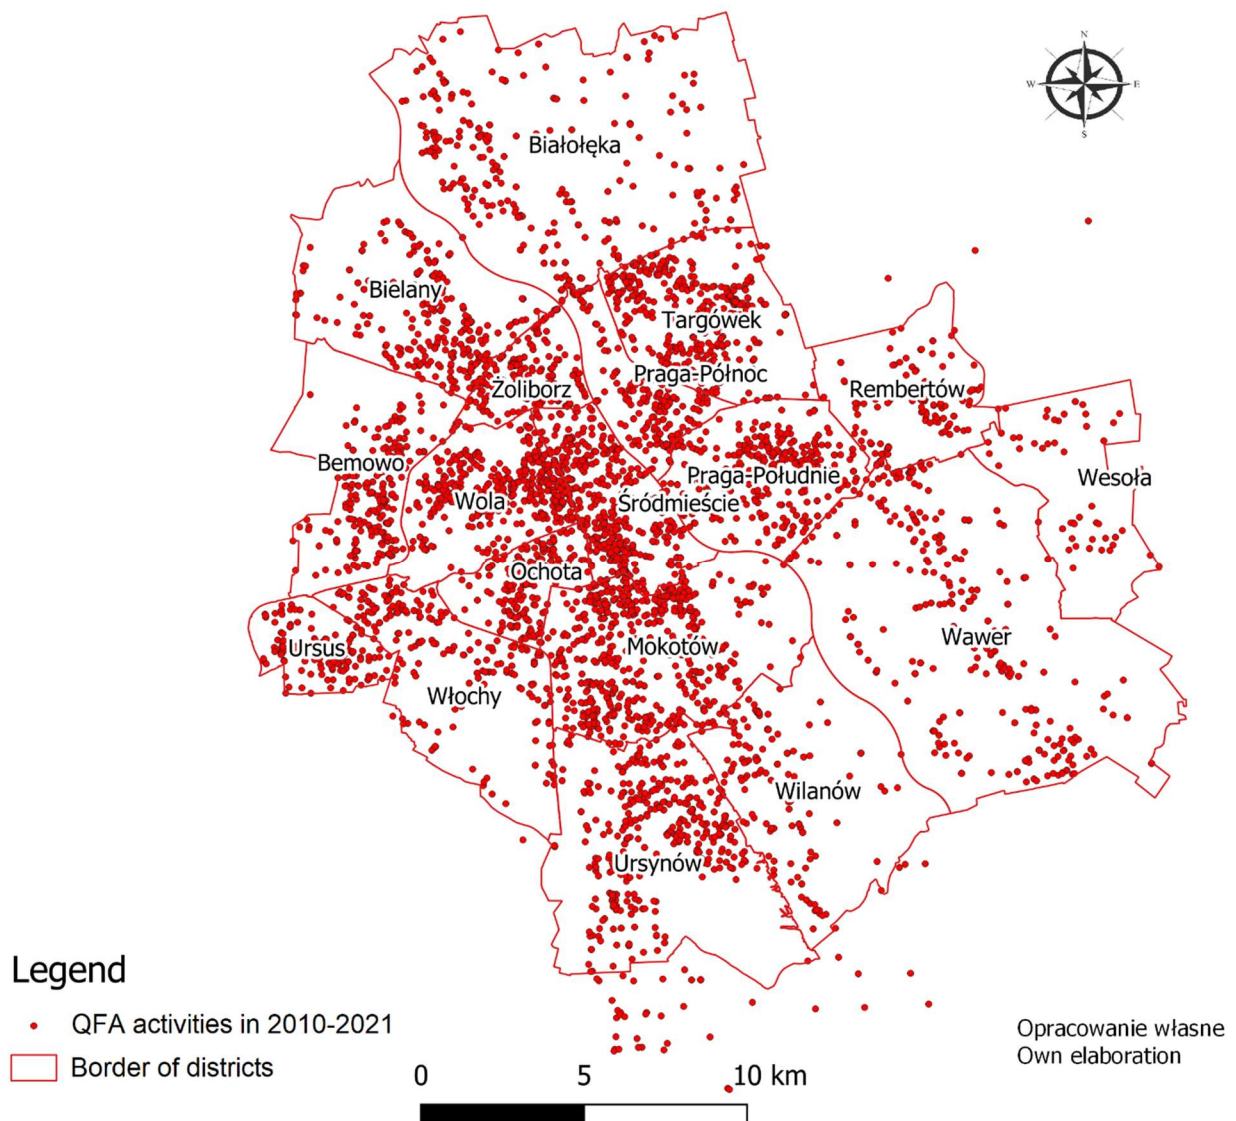 N
W
E
S
Białołęka
Bielany
Targówek
Praga-Północ
Żoliborz
Rembertów
Bemowo
Praga-Południe
Wesoła
Wola
Śródmieście
Ochota
Wawer
Ursus
Mokotów
Włochy
Wilanów
Ursynów
Legend
QFA activities in 2010-2021
Border of districts
0 5 10 km
Opracowanie własne
Own elaboration